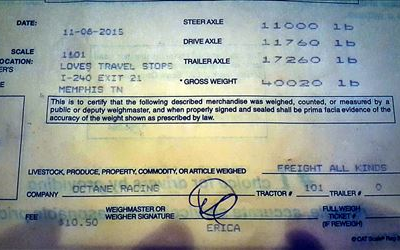 DATE: 11-06-2015
STEER AXLE 11000 lb
DRIVE AXLE 11760 lb
SCALE 1101
TRAILER AXLE 17260 lb
LOCATION: LOVES TRAVEL STOPS
I-240 EXIT 21
* GROSS WEIGHT 40020 lb
MEMPHIS TN
This is to certify that the following described merchandise was weighed, counted, or measured by a
public or deputy weighmaster, and when properly signed and sealed shall be prima facia evidence of
the accuracy of the weight shown as prescribed by law.
LIVESTOCK, PRODUCE, PROPERTY, COMMODITY, OR ARTICLE WEIGHED FREIGHT ALL KINDS
COMPANY OCTANE RACING TRACTOR # 101 TRAILER # 0
FEE $10.50
WEIGHMASTER OR
WEIGHER SIGNATURE
ERICA
FULL WEIGH
TICKET #
(IF REWEIGH)
© CAT Scale